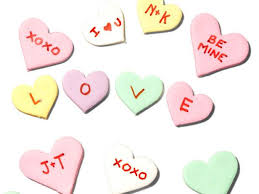 XOXO
I ♥ U
N+K
BE
MINE
L O V E
J+T
XOXO